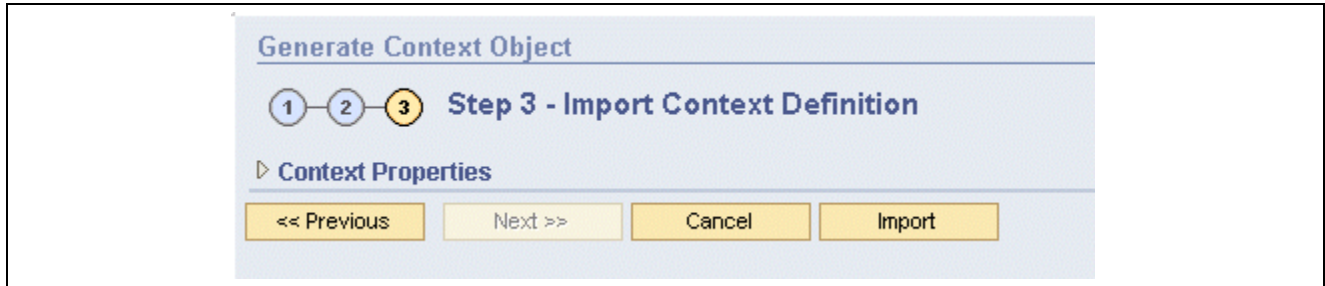 Generate Context Object
1 2 3 Step 3 - Import Context Definition
Context Properties
<< Previous Next >> Cancel Import